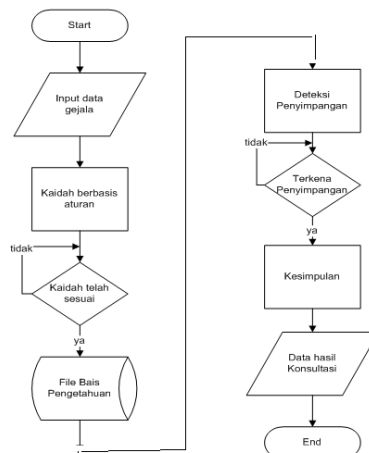 Start
Input data
gejala
Kaidah berbasis
aturan
tidak
Kaidah telah
sesuai
ya
File Bais
Pengetahuan
Deteksi
Penyimpangan
tidak
Terkena
Penyimpangan
ya
Kesimpulan
Data hasil
Konsultasi
End